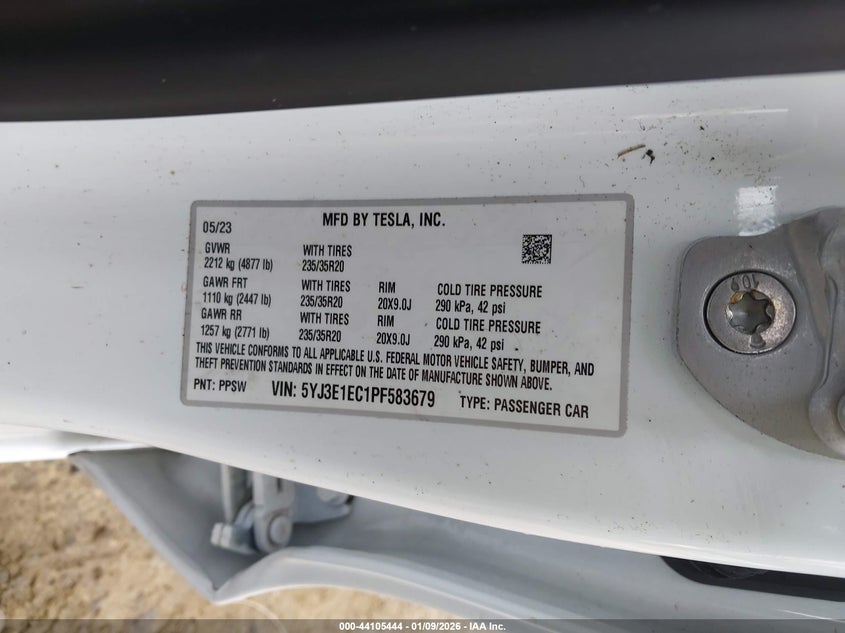 05/23 MFD BY TESLA, INC.
GVWR WITH TIRES
2212 kg (4877 lb) 235/35R20
GAWR FRT WITH TIRES RIM COLD TIRE PRESSURE
1110 kg (2447 lb) 235/35R20 20X9.0J 290 kPa, 42 psi
GAWR RR WITH TIRES RIM COLD TIRE PRESSURE
1257 kg (2771 lb) 235/35R20 20X9.0J 290 kPa, 42 psi
THIS VEHICLE CONFORMS TO ALL APPLICABLE U.S. FEDERAL MOTOR VEHICLE SAFETY, BUMPER, AND
THEFT PREVENTION STANDARDS IN EFFECT ON THE DATE OF MANUFACTURE SHOWN ABOVE.
PNT: PPSW VIN: 5YJ3E1EC1PF583679 TYPE: PASSENGER CAR
000-44105444 - 01/09/2026 - IAA Inc.